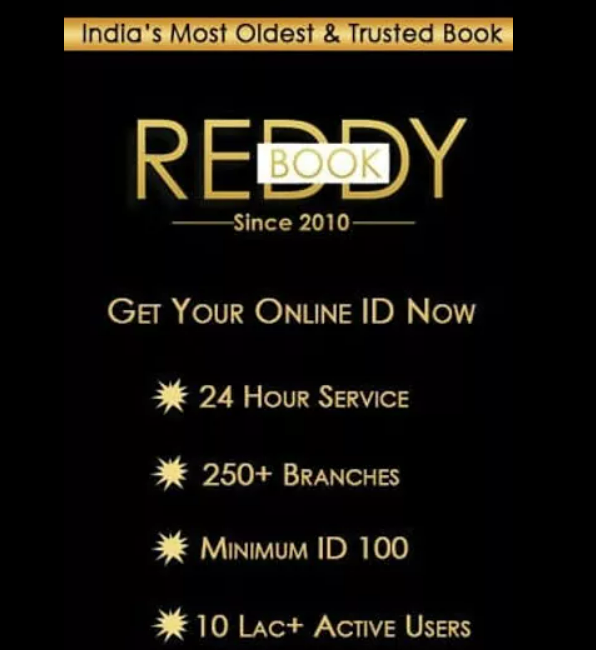 India's Most Oldest & Trusted Book
REDDY
BOOK
Since 2010
Get Your Online ID Now
24 Hour Service
250+ Branches
Minimum ID 100
10 Lac+ Active Users